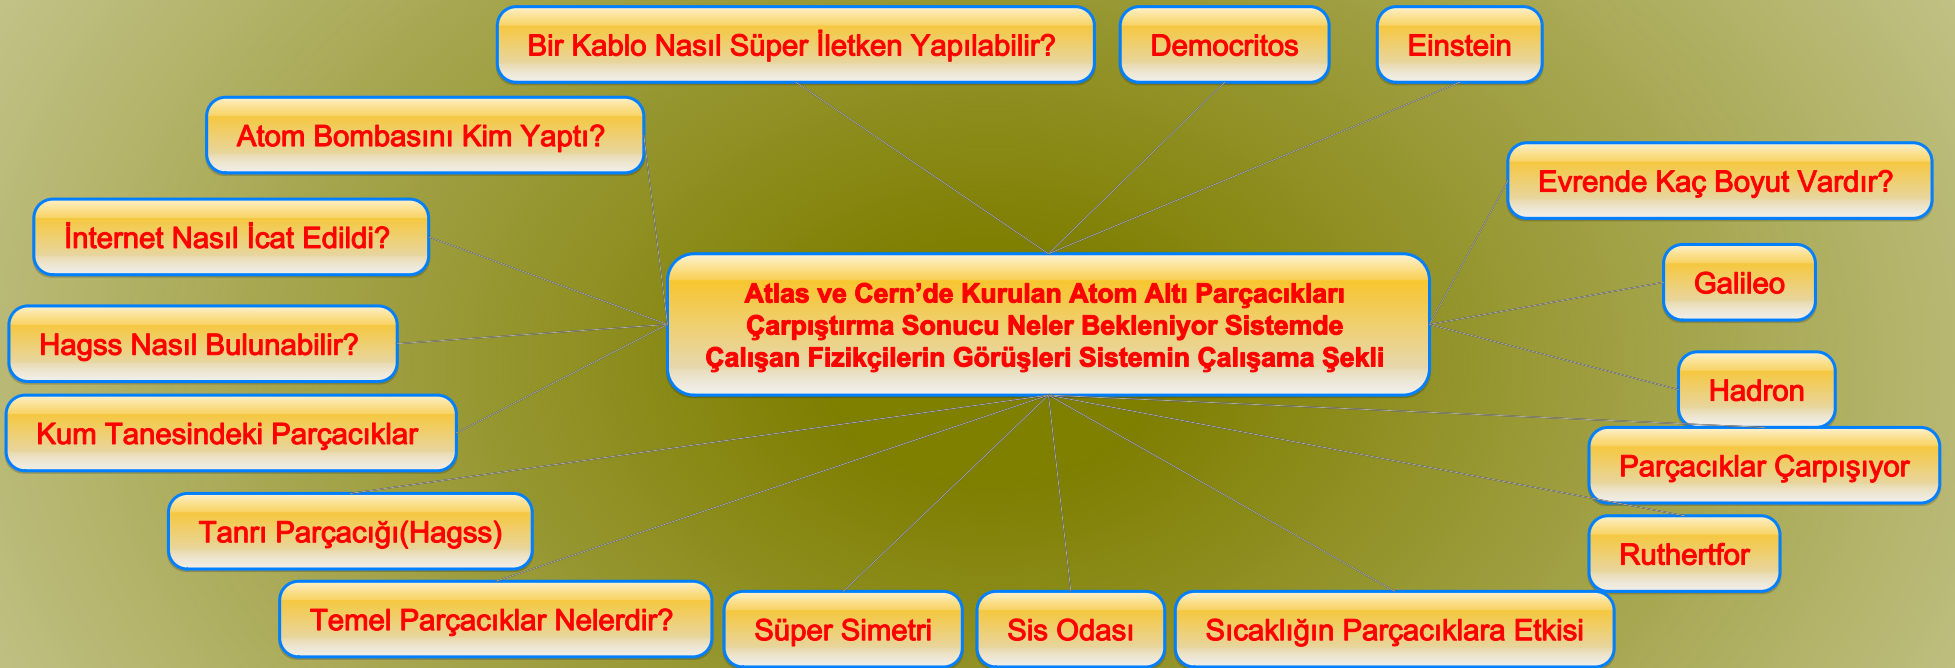 Bir Kablo Nasıl Süper İletken Yapılabilir?
Democritos
Einstein
Atom Bombasını Kim Yaptı?
Evrende Kaç Boyut Vardır?
İnternet Nasıl İcat Edildi?
Galileo
Atlas ve Cern’de Kurulan Atom Altı Parçacıkları
Çarpıştırma Sonucu Neler Bekleniyor Sistemde
Çalışan Fizikçilerin Görüşleri Sistemin Çalışama Şekli
Hagss Nasıl Bulunabilir?
Hadron
Kum Tanesindeki Parçacıklar
Parçacıklar Çarpışıyor
Tanrı Parçacığı(Hagss)
Ruthertfor
Temel Parçacıklar Nelerdir?
Süper Simetri
Sis Odası
Sıcaklığın Parçacıklara Etkisi